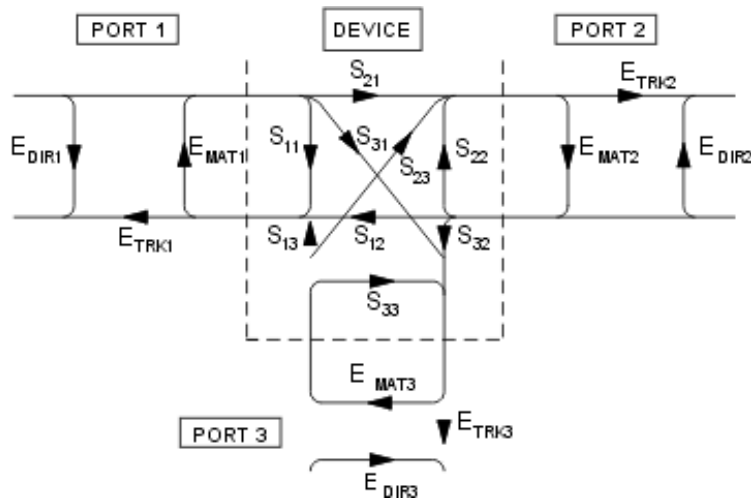 PORT 1
DEVICE
PORT 2
S21
ETRK2
EDIR1
EMAT1
S11
S31
S23
S22
EMAT2
EDIR2
ETRK1
S13
S12
S32
S33
EMAT3
PORT 3
ETRK3
EDIR3